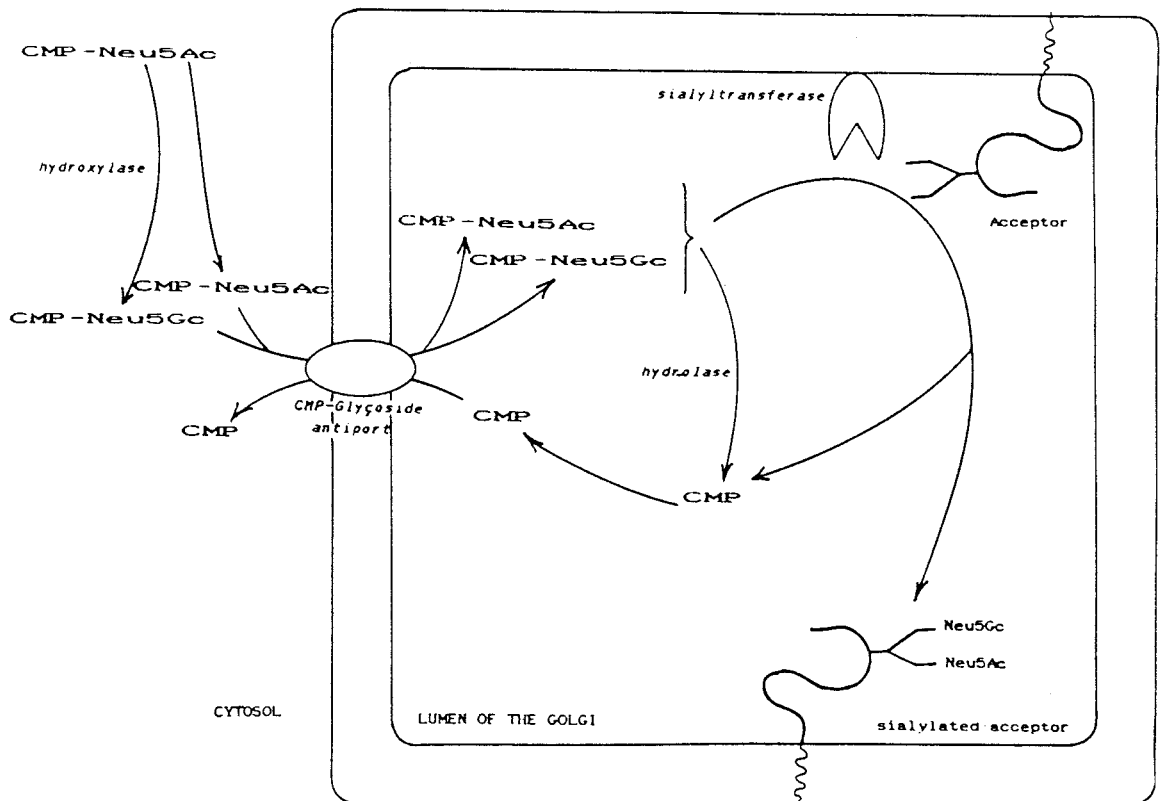 CMP-Neu5Ac
hydroxylase
CMP-Neu5Ac
CMP-Neu5Gc
CMP
CMP-Glyçoside
antiport
CMP-Neu5Ac
CMP-Neu5Gc
CMP
sialyltransferase
Acceptor
hydrolase
CMP
Neu5Gc
Neu5Ac
sialylated acceptor
CYTOSOL
LUMEN OF THE GOLGI